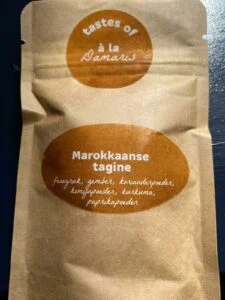 tastes of
à la
Damaris
Marokkaanse
tagine
fenegriek, gember, korianderpoeder,
komijnpoeder, kurkuma,
paprikapoeder